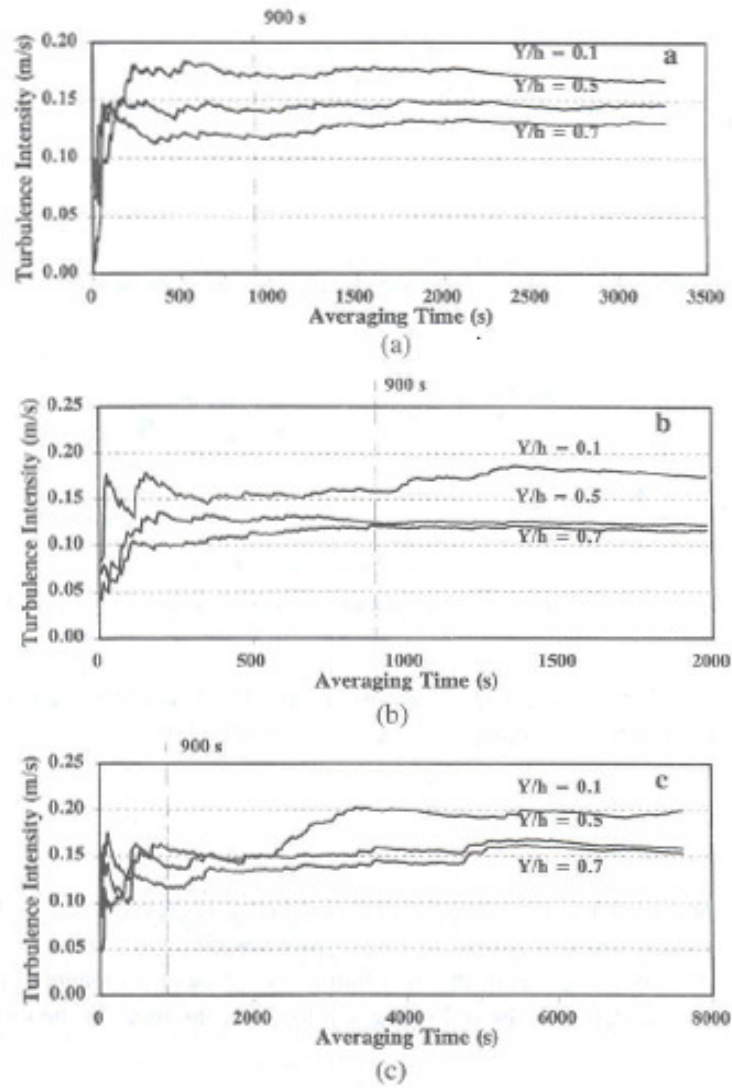 900 s
0.20
0.15
0.10
0.05
0.00
Turbulence Intensity (m/s)
a
Y/h = 0.1
Y/h = 0.5
Y/h = 0.7
0 500 1000 1500 2000 2500 3000 3500
Averaging Time (s)
(a)
900 s
0.25
0.20
0.15
0.10
0.05
0.00
Turbulence Intensity (m/s)
b
Y/h = 0.1
Y/h = 0.5
Y/h = 0.7
0 500 1000 1500 2000
Averaging Time (s)
(b)
900 s
0.25
0.20
0.15
0.10
0.05
0.00
Turbulence Intensity (m/s)
c
Y/h = 0.1
Y/h = 0.5
Y/h = 0.7
0 2000 4000 6000 8000
Averaging Time (s)
(c)